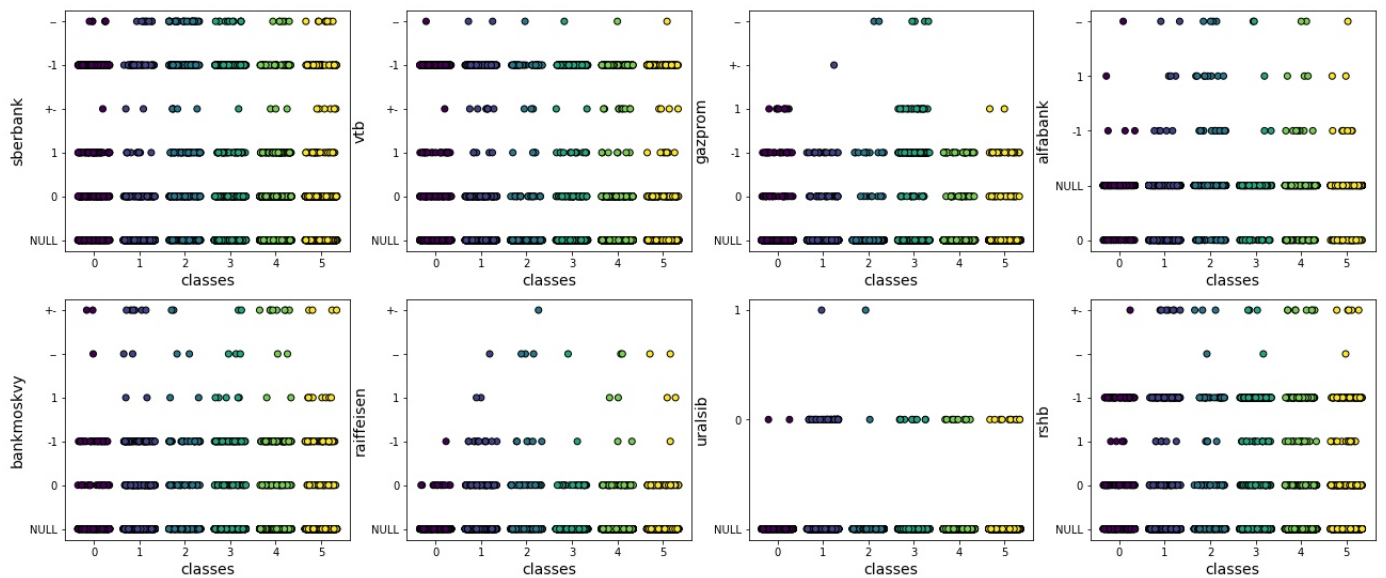 sberbank
−
-1
+-
1
0
NULL
0 1 2 3 4 5
classes
vtb
−
-1
+-
1
0
NULL
0 1 2 3 4 5
classes
gazprom
−
+-
1
-1
0
NULL
0 1 2 3 4 5
classes
alfabank
−
1
-1
NULL
0
0 1 2 3 4 5
classes
bankmoskvy
+-
−
1
-1
0
NULL
0 1 2 3 4 5
classes
raiffeisen
+-
−
1
-1
0
NULL
0 1 2 3 4 5
classes
uralsib
1
0
NULL
0 1 2 3 4 5
classes
rshb
+-
−
-1
1
0
NULL
0 1 2 3 4 5
classes